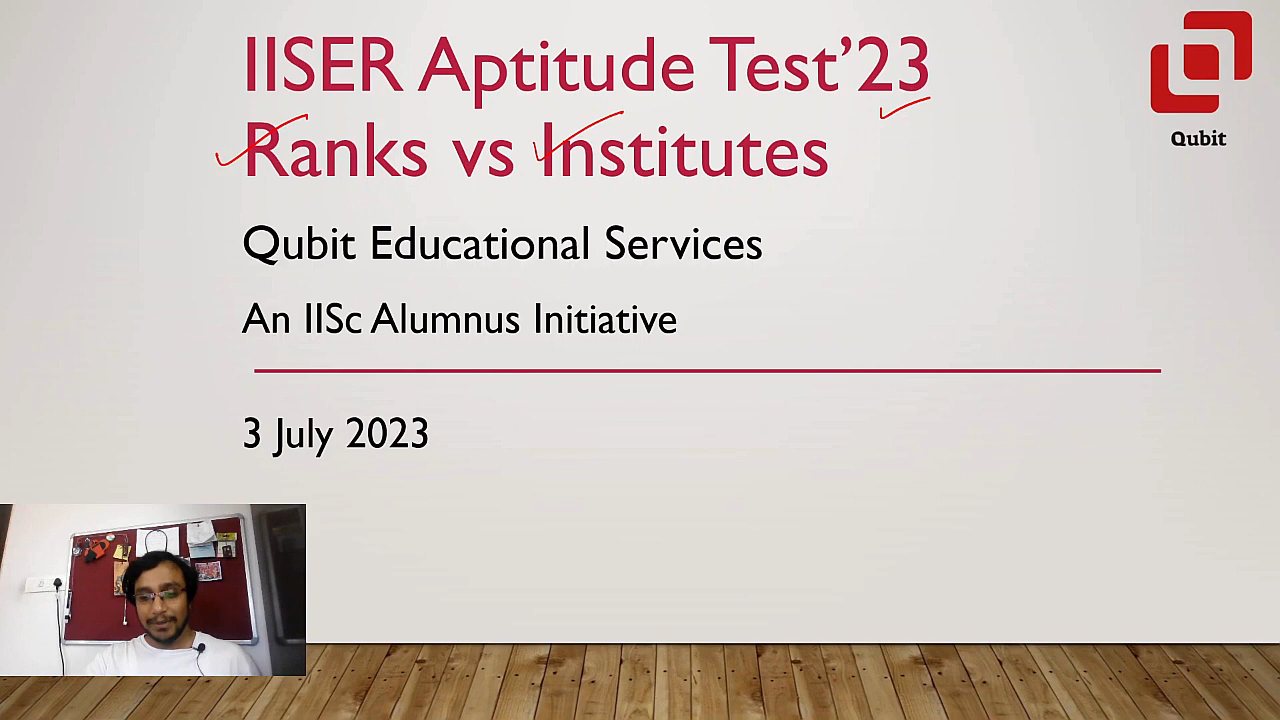 IISER Aptitude Test’23
Ranks vs Institutes
Qubit
Qubit Educational Services
An IISc Alumnus Initiative
3 July 2023